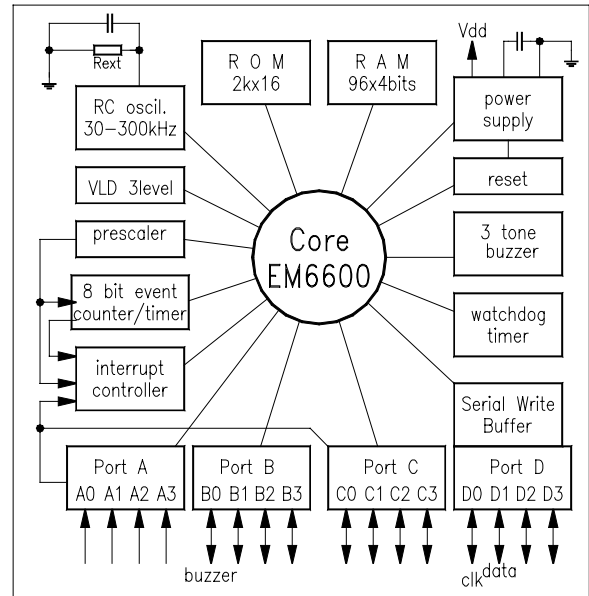 Rext
R O M
2kx16
R A M
96x4bits
Vdd
RC oscil.
30-300kHz
power
supply
VLD 3level
reset
prescaler
Core
EM6600
3 tone
buzzer
8 bit event
counter/timer
watchdog
timer
interrupt
controller
Serial Write
Buffer
Port A
A0 A1 A2 A3
Port B
B0 B1 B2 B3
Port C
C0 C1 C2 C3
Port D
D0 D1 D2 D3
buzzer
clk
data